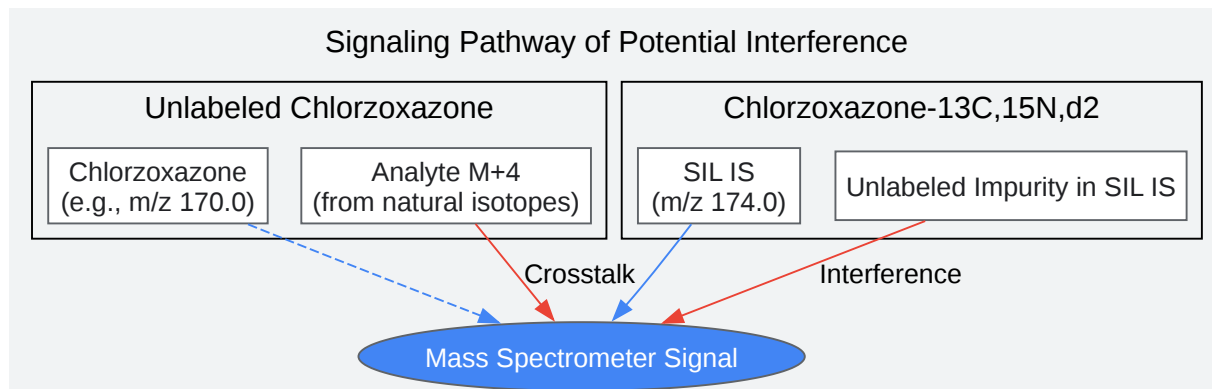 Signaling Pathway of Potential Interference
Unlabeled Chlorzoxazone
Chlorzoxazone-13C,15N,d2
Chlorzoxazone
(e.g., m/z 170.0)
Analyte M+4
(from natural isotopes)
SIL IS
(m/z 174.0)
Unlabeled Impurity in SIL IS
Crosstalk
Interference
Mass Spectrometer Signal